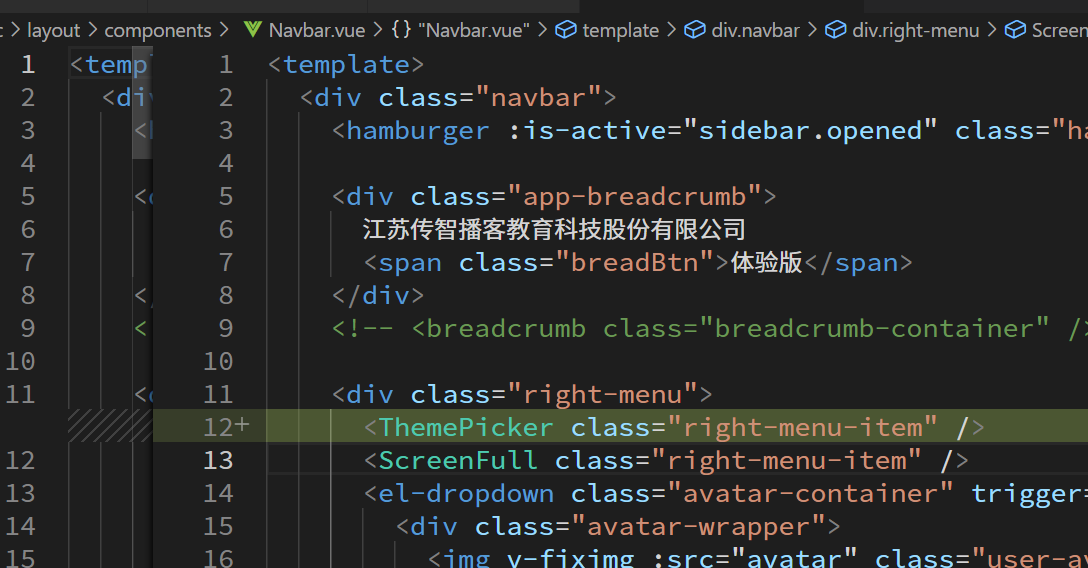 layout > components > Navbar.vue > {} "Navbar.vue" > template > div.navbar > div.right-menu >
1 <temp 1 <template>
2 <div 2 <div class="navbar">
3 3 <hamburger :is-active="sidebar.opened" class="ha
4 4
5 5 <div class="app-breadcrumb">
6 6 江苏传智播客教育科技股份有限公司
7 7 <span class="breadBtn">体验版</span>
8 </ 8 </div>
9 < 9 <!-- <breadcrumb class="breadcrumb-container" />
10 10
11 11 <div class="right-menu">
12+ <ThemePicker class="right-menu-item" />
12 13 <ScreenFull class="right-menu-item" />
13 14 <el-dropdown class="avatar-container" trigger=
14 15 <div class="avatar-wrapper">
15 16 <img v-fiximg :src="avatar" class="user-av